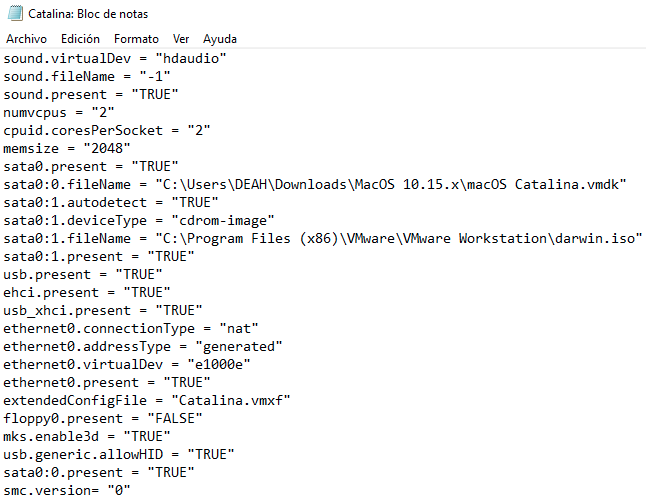 Catalina: Bloc de notas
Archivo Edición Formato Ver Ayuda
sound.virtualDev = "hdaudio"
sound.fileName = "-1"
sound.present = "TRUE"
numvcpus = "2"
cpuid.coresPerSocket = "2"
memsize = "2048"
sata0.present = "TRUE"
sata0:0.fileName = "C:\Users\DEAH\Downloads\MacOS 10.15.x\macOS Catalina.vmdk"
sata0:1.autodetect = "TRUE"
sata0:1.deviceType = "cdrom-image"
sata0:1.fileName = "C:\Program Files (x86)\VMware\VMware Workstation\darwin.iso"
sata0:1.present = "TRUE"
usb.present = "TRUE"
ehci.present = "TRUE"
usb_xhci.present = "TRUE"
ethernet0.connectionType = "nat"
ethernet0.addressType = "generated"
ethernet0.virtualDev = "e1000e"
ethernet0.present = "TRUE"
extendedConfigFile = "Catalina.vmxf"
floppy0.present = "FALSE"
mks.enable3d = "TRUE"
usb.generic.allowHID = "TRUE"
sata0:0.present = "TRUE"
smc.version= "0"